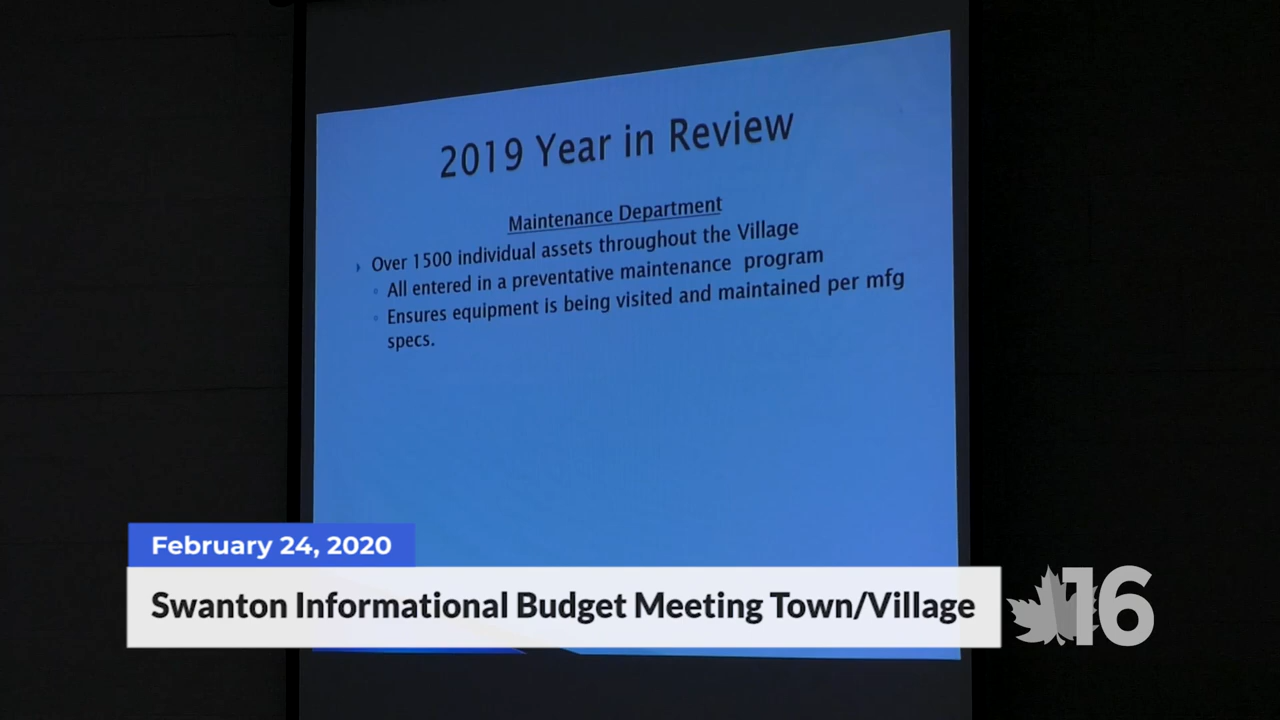 2019 Year in Review
Maintenance Department
Over 1500 individual assets throughout the Village
All entered in a preventative maintenance program
Ensures equipment is being visited and maintained per mfg
specs.
February 24, 2020
Swanton Informational Budget Meeting Town/Village
16